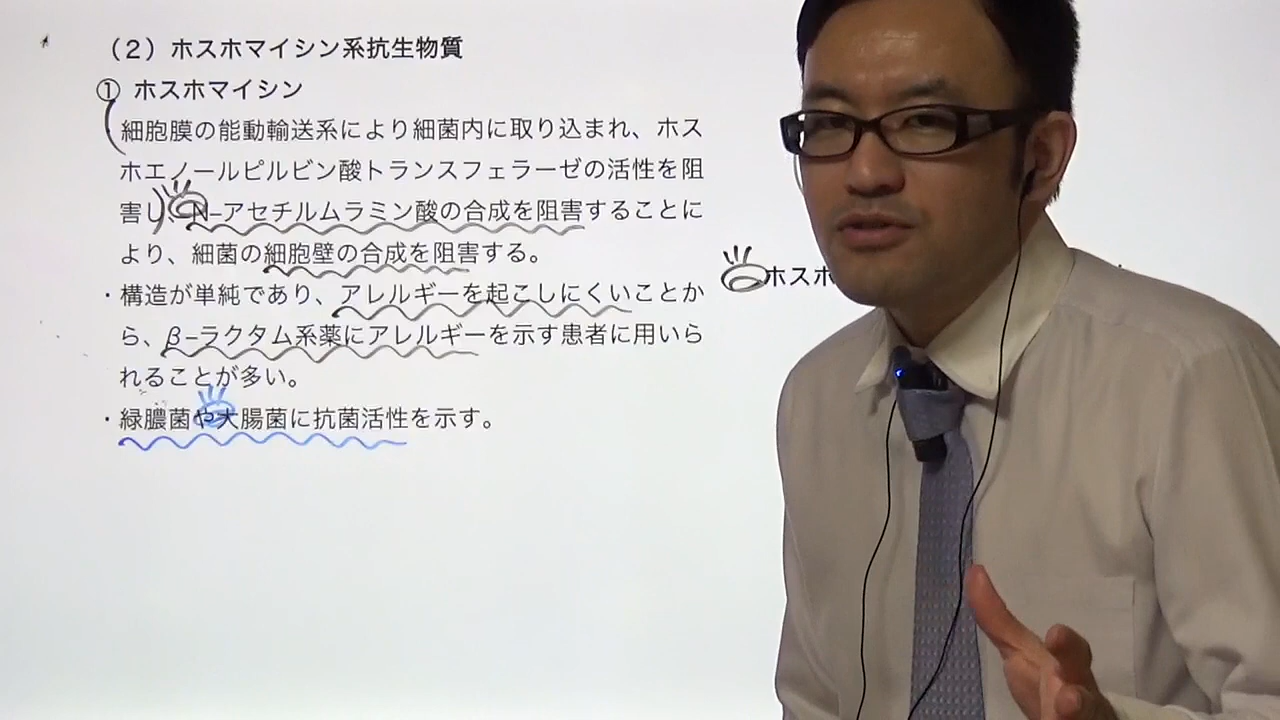 （2）ホスホマイシン系抗生物質
① ホスホマイシン
細胞膜の能動輸送系により細菌内に取り込まれ、ホス
ホエノールピルビン酸トランスフェラーゼの活性を阻
害し、N−アセチルムラミン酸の合成を阻害することに
より、細菌の細胞壁の合成を阻害する。
・構造が単純であり、アレルギーを起こしにくいことか
ら、β−ラクタム系薬にアレルギーを示す患者に用いら
れることが多い。
・緑膿菌や大腸菌に抗菌活性を示す。
ホスホ